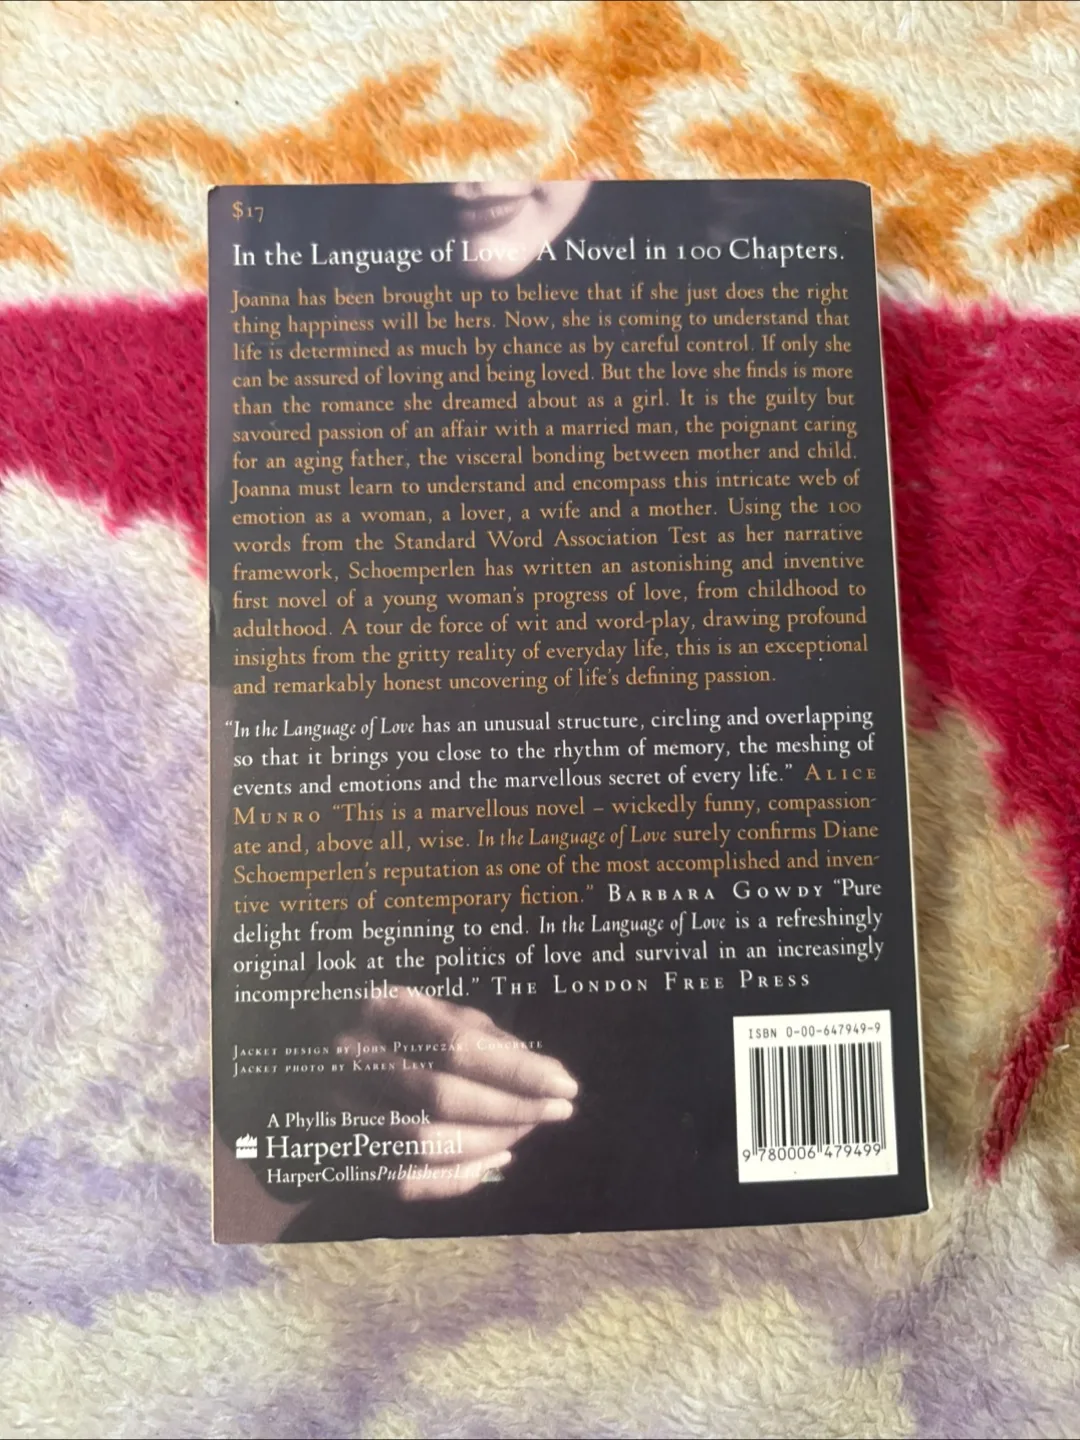 $17
In the Language of Love: A Novel in 100 Chapters.
Joanna has been brought up to believe that if she just does the right
thing happiness will be hers. Now, she is coming to understand that
life is determined as much by chance as by careful control. If only she
can be assured of loving and being loved. But the love she finds is more
than the romance she dreamed about as a girl. It is the guilty but
savoured passion of an affair with a married man, the poignant caring
for an aging father, the visceral bonding between mother and child.
Joanna must learn to understand and encompass this intricate web of
emotion as a woman, a lover, a wife and a mother. Using the 100
words from the Standard Word Association Test as her narrative
framework, Schoemperlen has written an astonishing and inventive
first novel of a young woman's progress of love, from childhood to
adulthood. A tour de force of wit and word-play, drawing profound
insights from the gritty reality of everyday life, this is an exceptional
and remarkably honest uncovering of life's defining passion.
"In the Language of Love has an unusual structure, circling and overlapping
so that it brings you close to the rhythm of memory, the meshing of
events and emotions and the marvellous secret of every life." ALICE
MUNRO "This is a marvellous novel – wickedly funny, compassion-
ate and, above all, wise. In the Language of Love surely confirms Diane
Schoemperlen's reputation as one of the most accomplished and inven-
tive writers of contemporary fiction." BARBARA GOWDY "Pure
delight from beginning to end. In the Language of Love is a refreshingly
original look at the politics of love and survival in an increasingly
incomprehensible world." THE LONDON FREE PRESS
JACKET DESIGN BY JOHN PYLYPCZAK, CONCRETE
JACKET PHOTO BY KAREN LEVY
A Phyllis Bruce Book
HarperPerennial
HarperCollinsPublishersLtd
ISBN 0-00-647949-9
9 780006 479499